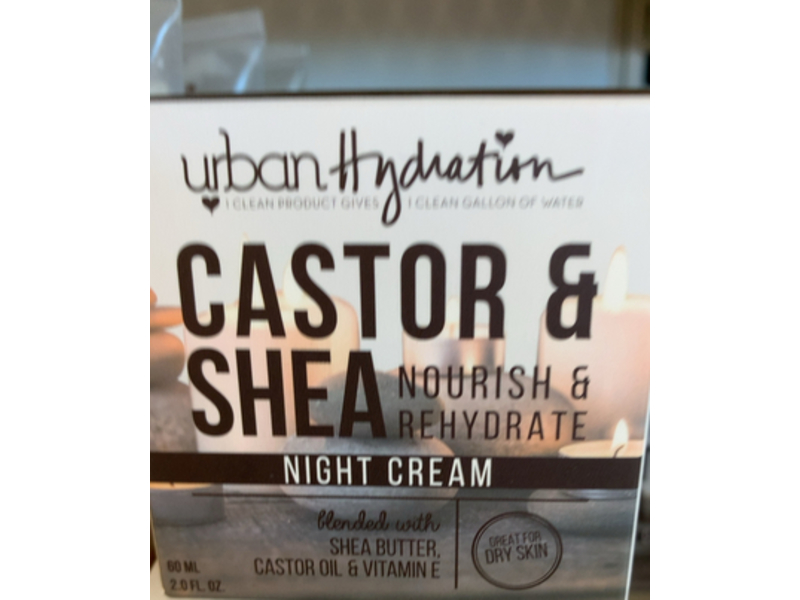 urban Hydration
1 CLEAN PRODUCT GIVES 1 CLEAN GALLON OF WATER
CASTOR &
SHEA
NOURISH &
REHYDRATE
NIGHT CREAM
blended with
SHEA BUTTER,
CASTOR OIL & VITAMIN E
GREAT FOR
DRY SKIN
60 ML
2.0 FL. OZ.